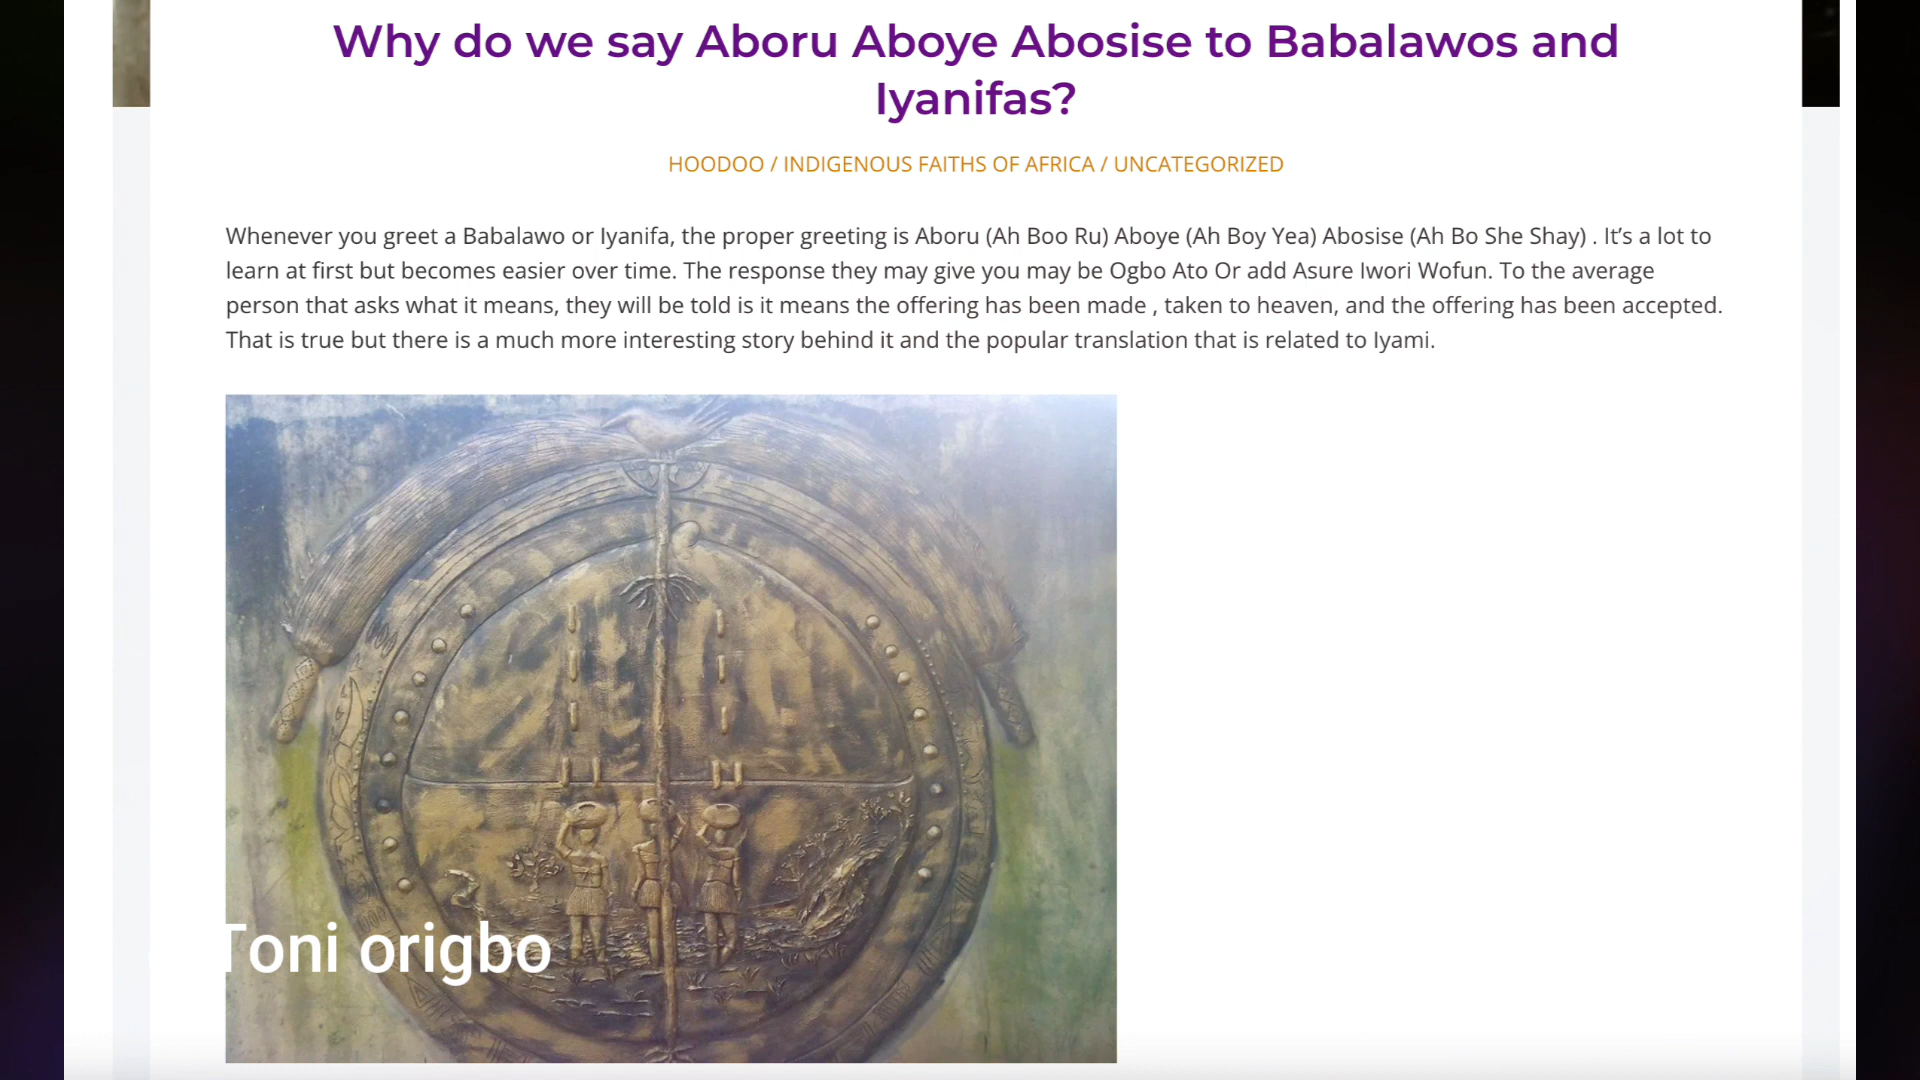 Why do we say Aboru Aboye Abosise to Babalawos and
Iyanifas?
HOODOO / INDIGENOUS FAITHS OF AFRICA / UNCATEGORIZED
Whenever you greet a Babalawo or Iyanifa, the proper greeting is Aboru (Ah Boo Ru) Aboye (Ah Boy Yea) Abosise (Ah Bo She Shay) . It’s a lot to
learn at first but becomes easier over time. The response they may give you may be Ogbo Ato Or add Asure Iwori Wofun. To the average
person that asks what it means, they will be told is it means the offering has been made , taken to heaven, and the offering has been accepted.
That is true but there is a much more interesting story behind it and the popular translation that is related to Iyami.
Toni origbo